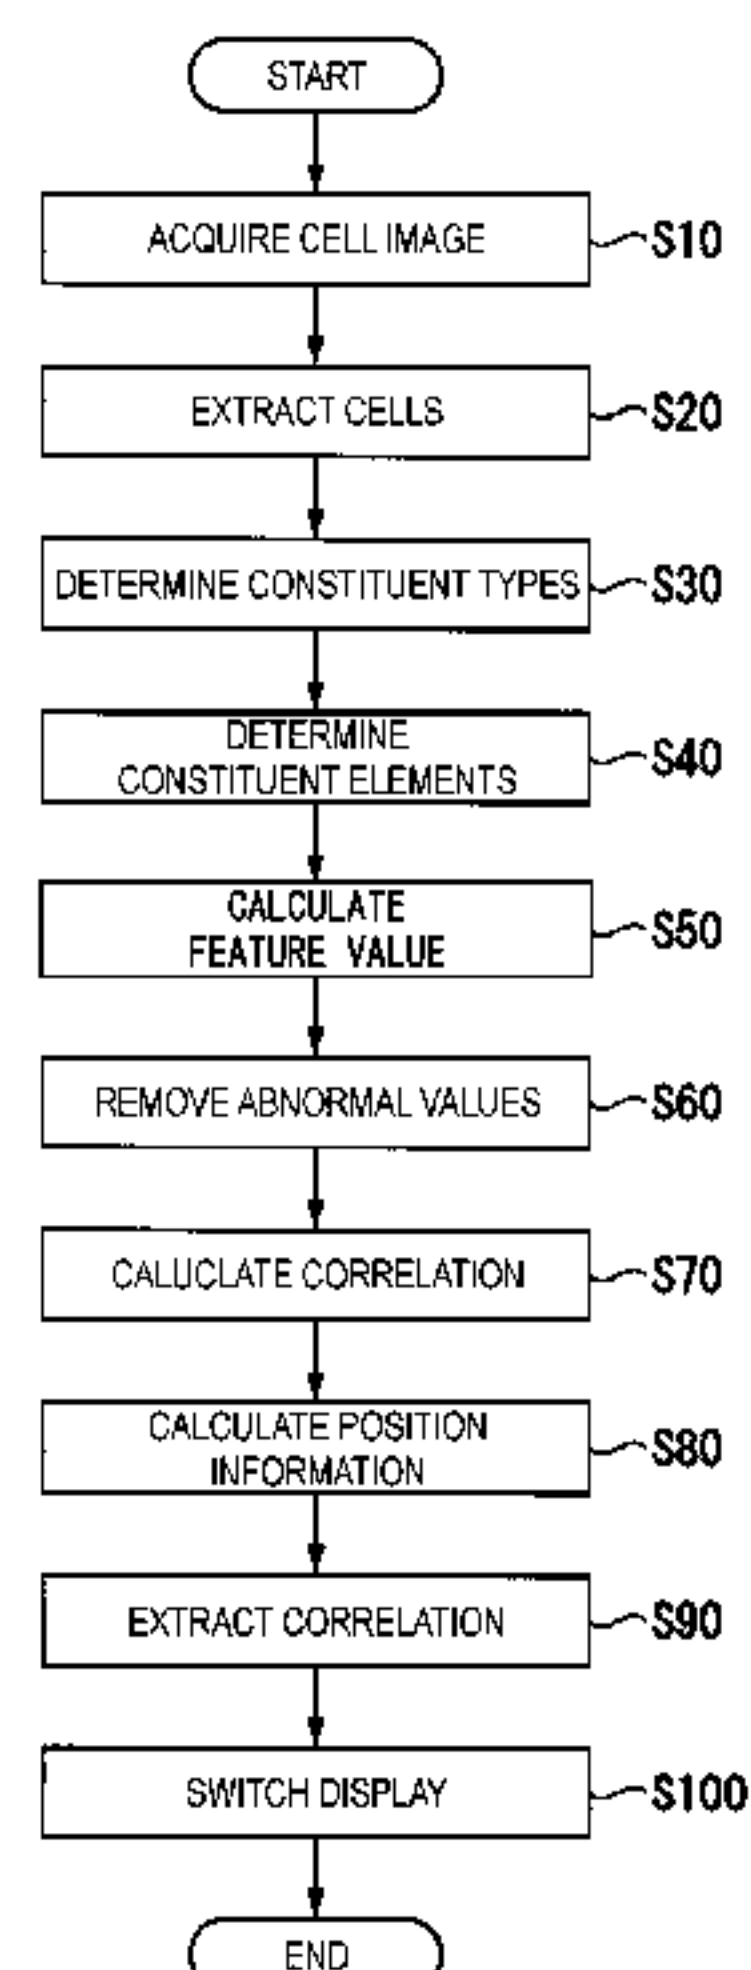 START
ACQUIRE CELL IMAGE
S10
EXTRACT CELLS
S20
DETERMINE CONSTITUENT TYPES
S30
DETERMINE
CONSTITUENT ELEMENTS
S40
CALCULATE
FEATURE VALUE
S50
REMOVE ABNORMAL VALUES
S60
CALUCLATE CORRELATION
S70
CALCULATE POSITION
INFORMATION
S80
EXTRACT CORRELATION
S90
SWITCH DISPLAY
S100
END